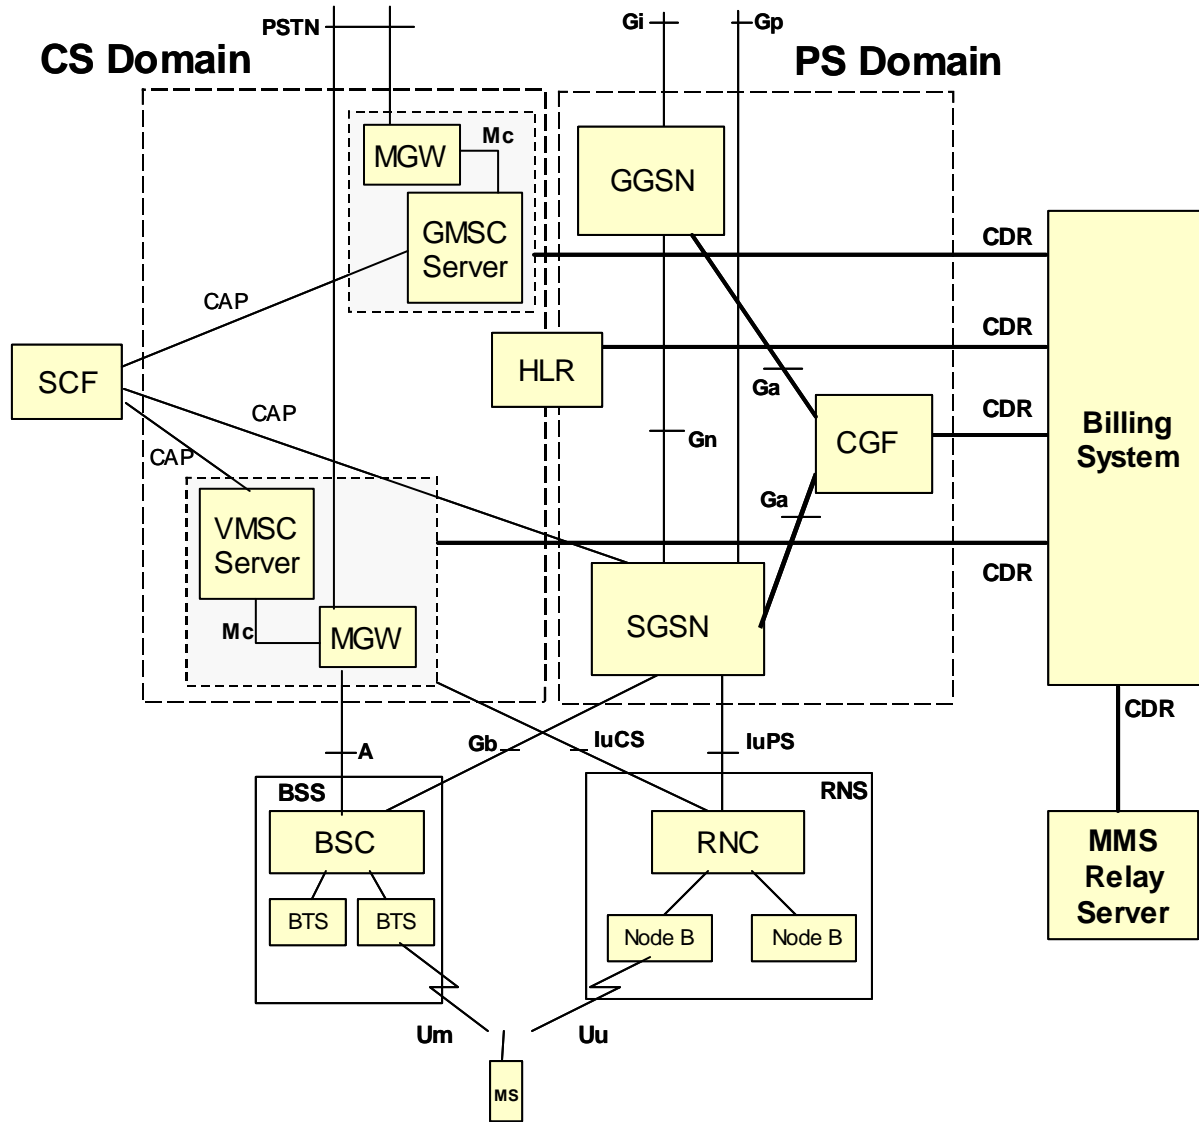 PSTN
Gi
Gp
CS Domain
PS Domain
MGW
Mc
GGSN
GMSC
Server
CDR
CAP
CDR
SCF
HLR
Ga
CAP
CDR
Billing
System
Gn
CGF
CAP
Ga
VMSC
Server
CDR
Mc
MGW
SGSN
CDR
A
Gb
IuCS
IuPS
BSS
RNS
BSC
RNC
MMS
Relay
Server
BTS
BTS
Node B
Node B
Um
Uu
MS